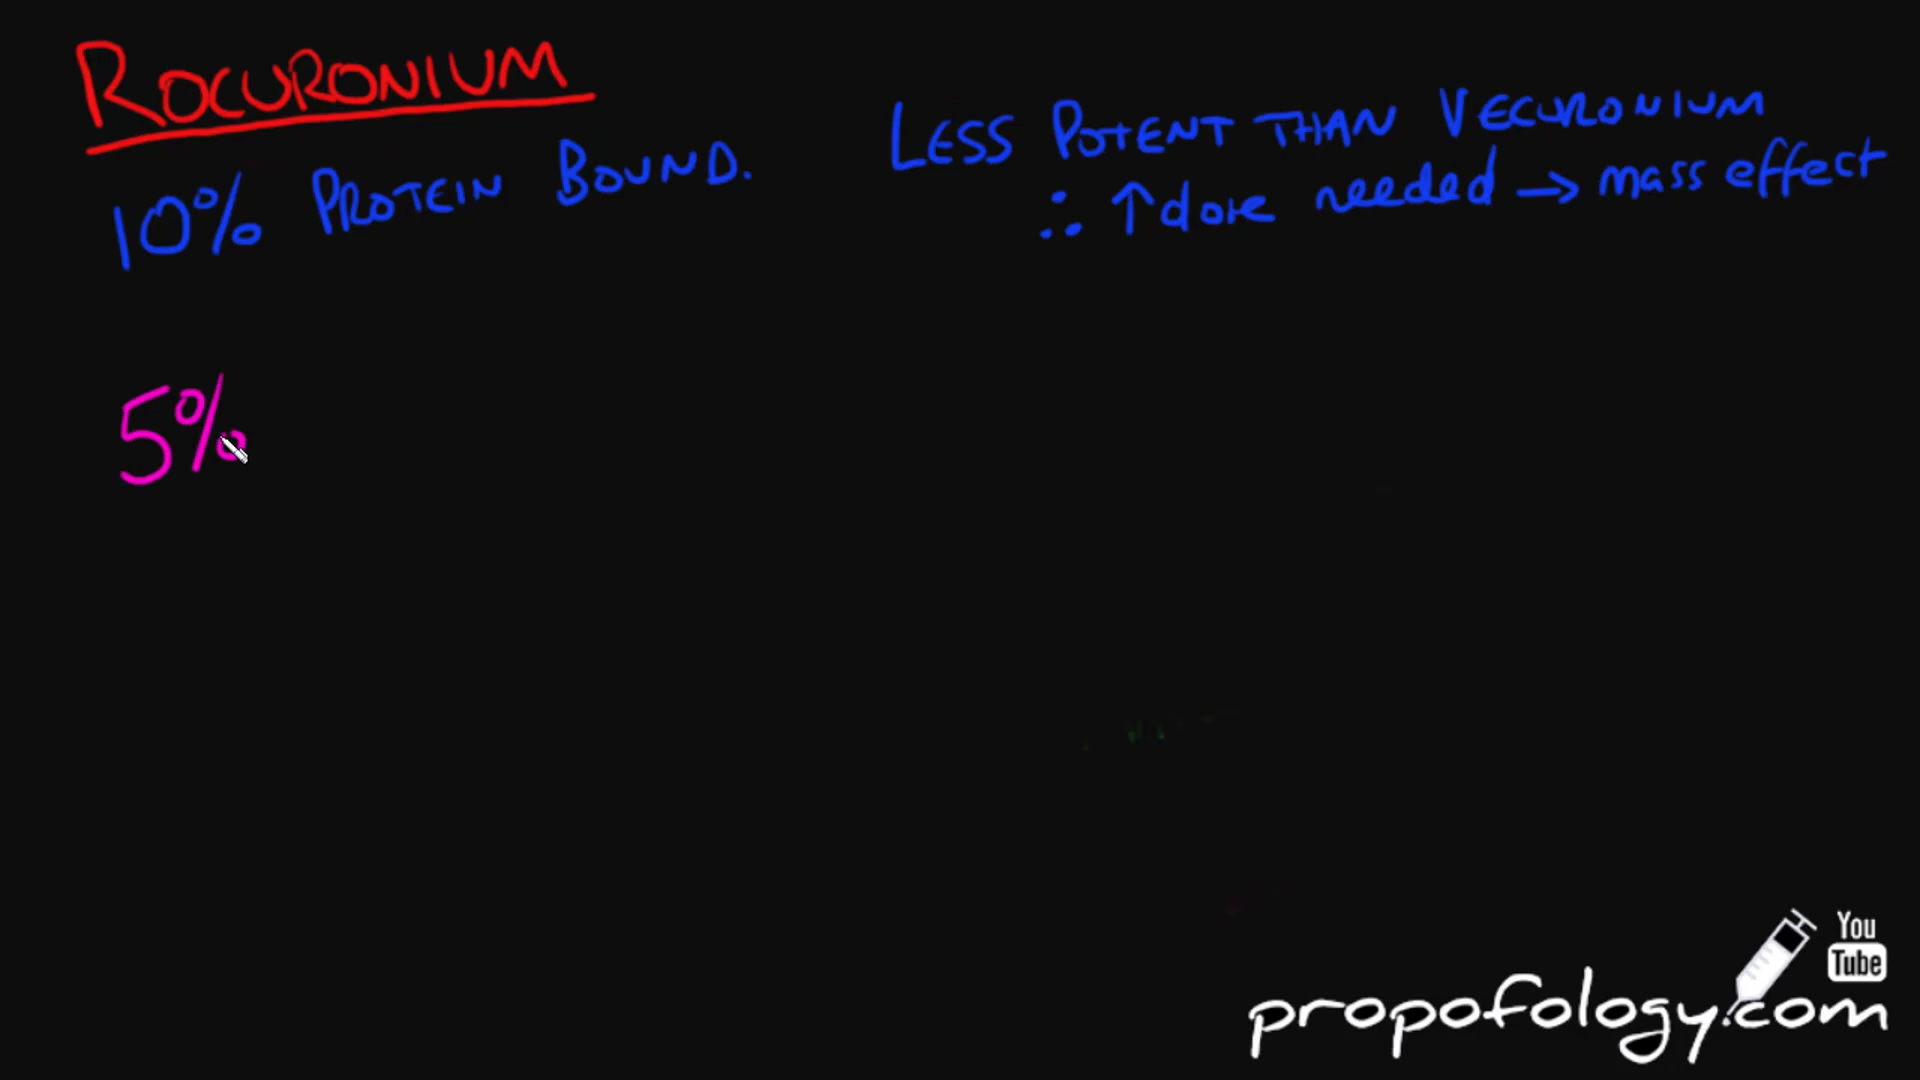 ROCURONIUM
10% PROTEIN BOUND.
LESS POTENT THAN VECURONIUM
∴ ↑ dose needed → mass effect
5%
You
Tube
propofology.com